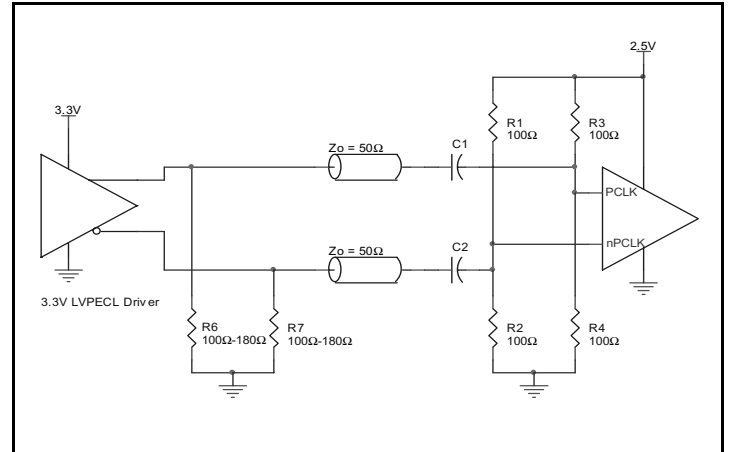 2.5V
3.3V
R1
100Ω
R3
100Ω
Zo = 50Ω
C1
PCLK
Zo = 50Ω
C2
nPCLK
3.3V LVPECL Driver
R6
100Ω-180Ω
R7
100Ω-180Ω
R2
100Ω
R4
100Ω